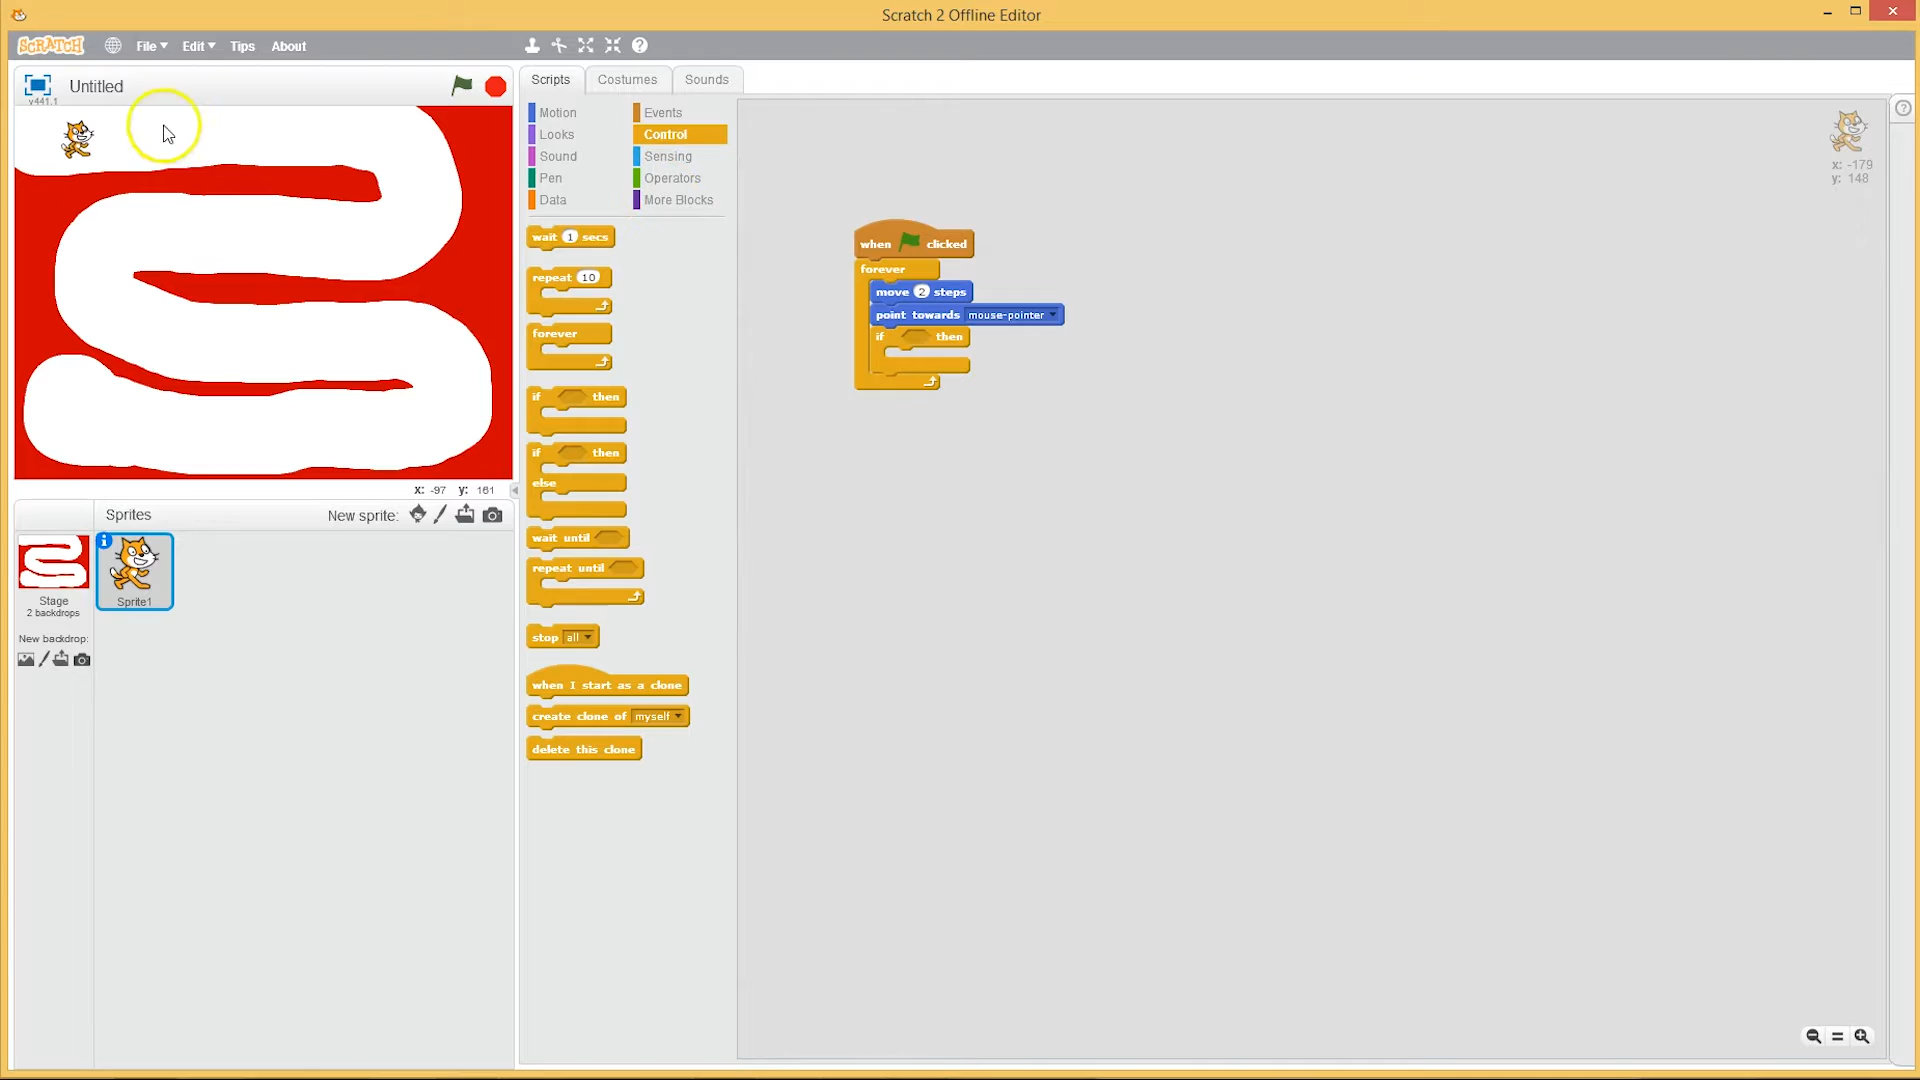 Scratch 2 Offline Editor
SCRATCH File Edit Tips About
Untitled
v441.1
x: -97 y: 161
Sprites New sprite:
Sprite1
Stage
2 backdrops
New backdrop:
Scripts Costumes Sounds
Motion Events
Looks Control
Sound Sensing
Pen Operators
Data More Blocks
wait 1 secs
repeat 10
forever
if then
if then
else
wait until
repeat until
stop all
when I start as a clone
create clone of myself
delete this clone
when clicked
forever
move 2 steps
point towards mouse-pointer
if then
x: -179
y: 148